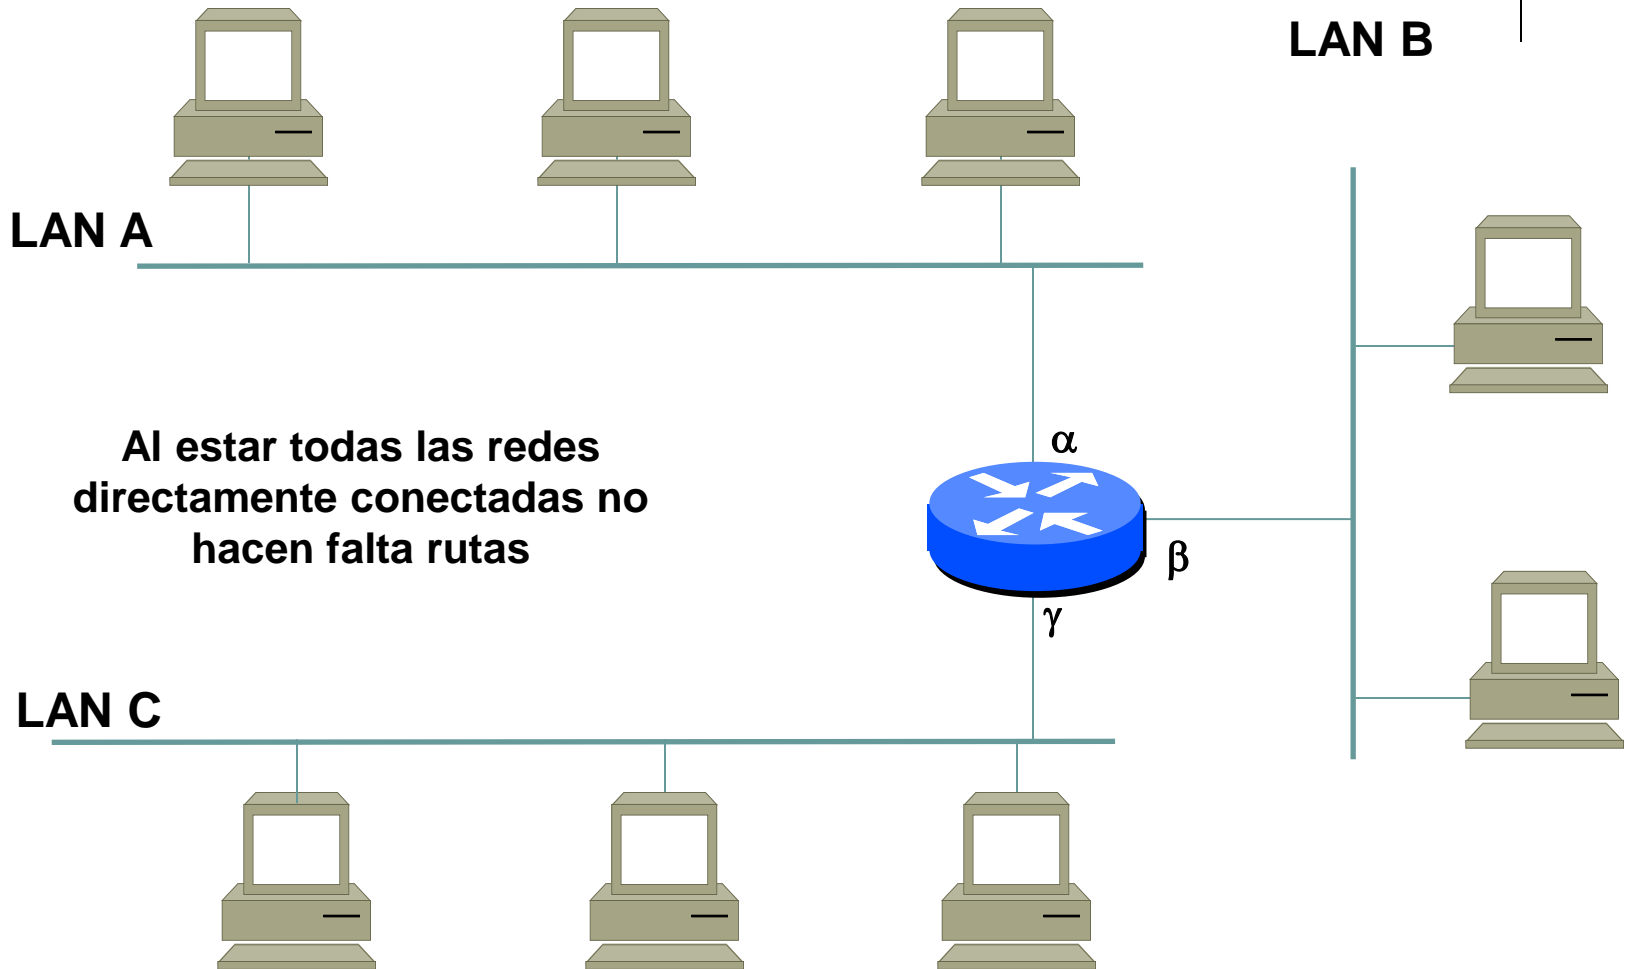 LAN B
LAN A
Al estar todas las redes
directamente conectadas no
hacen falta rutas
α
β
γ
LAN C